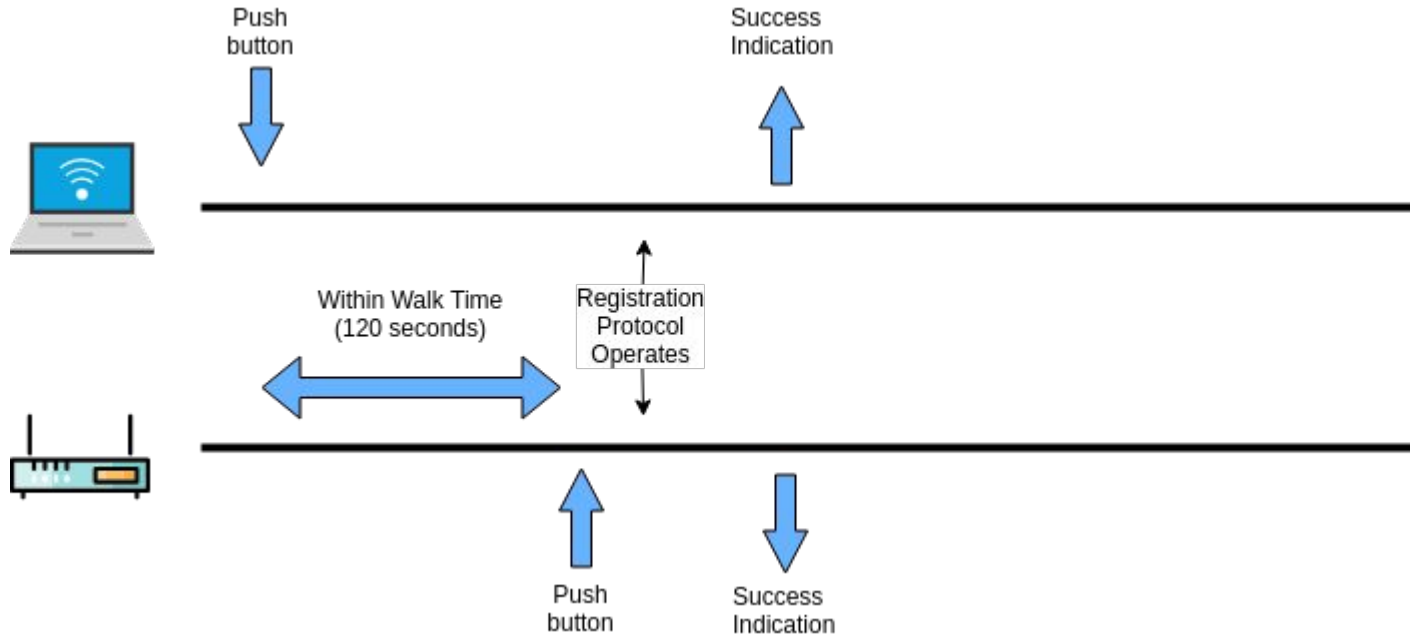 Push
button
Success
Indication
Within Walk Time
(120 seconds)
Registration
Protocol
Operates
Push
button
Success
Indication